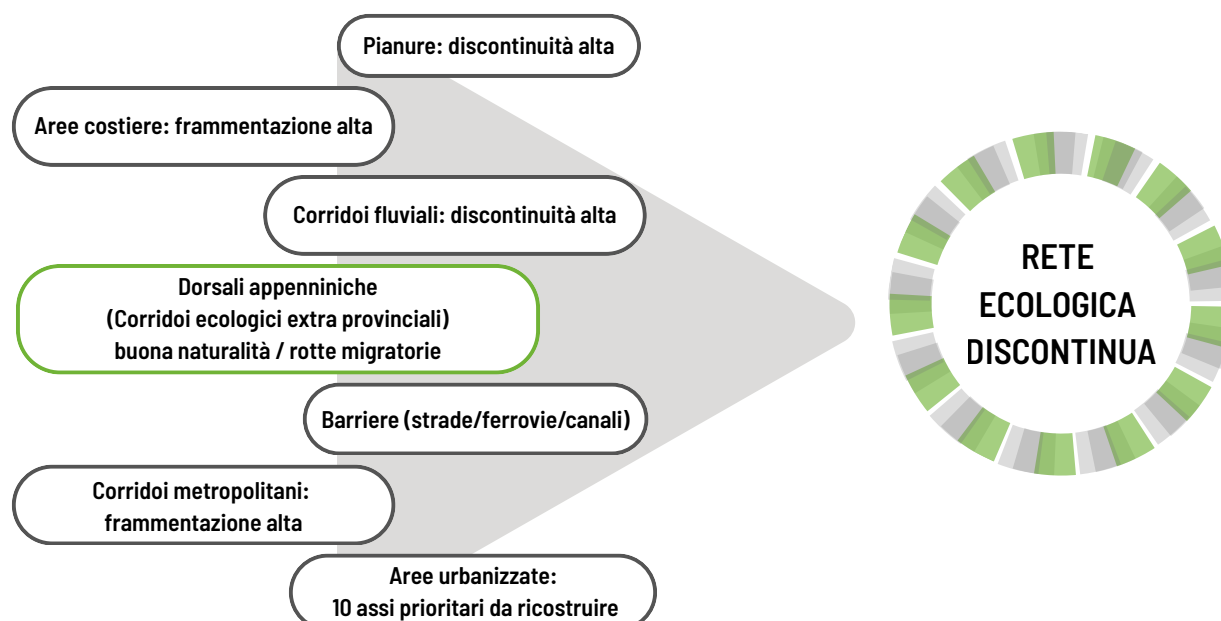 Pianure: discontinuità alta
Aree costiere: frammentazione alta
Corridoi fluviali: discontinuità alta
Dorsali appenniniche
(Corridoi ecologici extra provinciali)
buona naturalità / rotte migratorie
Barriere (strade/ferrovie/canali)
Corridoi metropolitani:
frammentazione alta
Aree urbanizzate:
10 assi prioritari da ricostruire
RETE
ECOLOGICA
DISCONTINUA